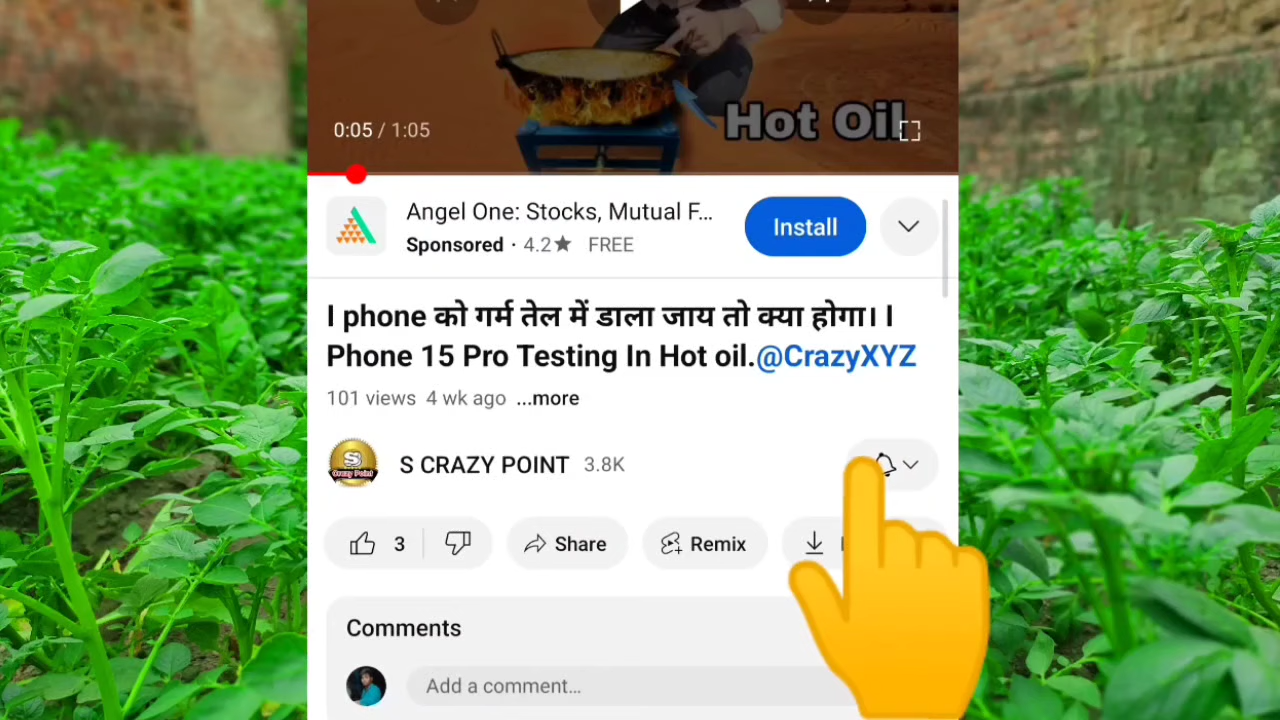 Hot Oil
0:05 / 1:05
Angel One: Stocks, Mutual F...
Install
Sponsored · 4.2★ FREE
I phone को गर्म तेल में डाला जाय तो क्या होगा। I
Phone 15 Pro Testing In Hot oil.@CrazyXYZ
101 views 4 wk ago ...more
S Crazy Point
S CRAZY POINT 3.8K
3
Share
Remix
Comments
Add a comment...